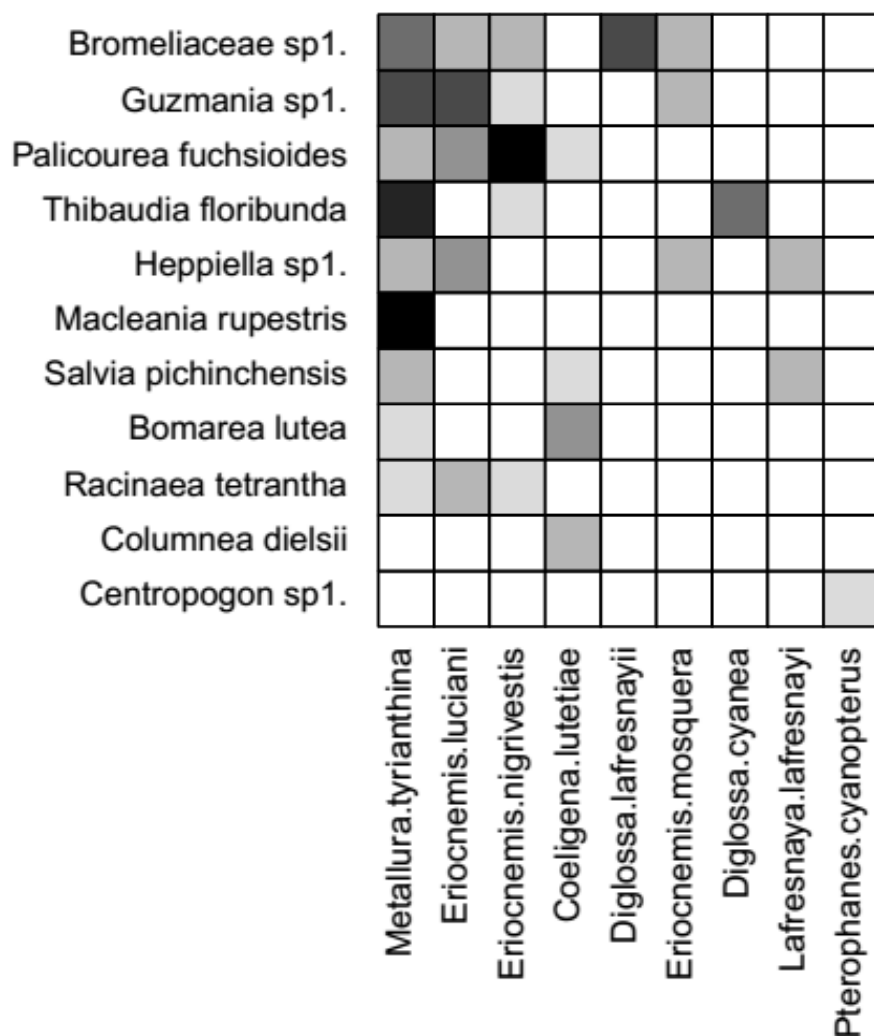 Bromeliaceae sp1.
Guzmania sp1.
Palicourea fuchsioides
Thibaudia floribunda
Heppiella sp1.
Macleania rupestris
Salvia pichinchensis
Bomarea lutea
Racinaea tetrantha
Columnea dielsii
Centropogon sp1.
Metallura.tyrianthina
Eriocnemis.luciani
Eriocnemis.nigrivestis
Coeligena.lutetiae
Diglossa.lafresnayii
Eriocnemis.mosquera
Diglossa.cyanea
Lafresnaya.lafresnayi
Pterophanes.cyanopterus